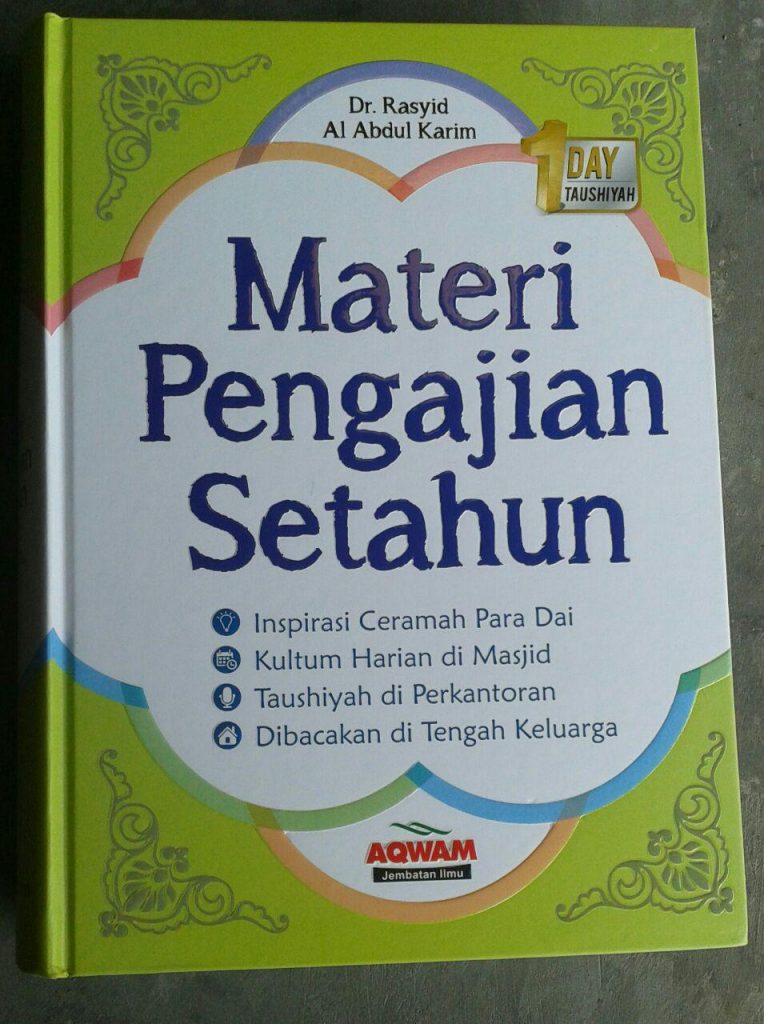 Dr. Rasyid
Al Abdul Karim
1 DAY
TAUSHIYAH
Materi
Pengajian
Setahun
Inspirasi Ceramah Para Dai
Kultum Harian di Masjid
Taushiyah di Perkantoran
Dibacakan di Tengah Keluarga
AQWAM
Jembatan Ilmu